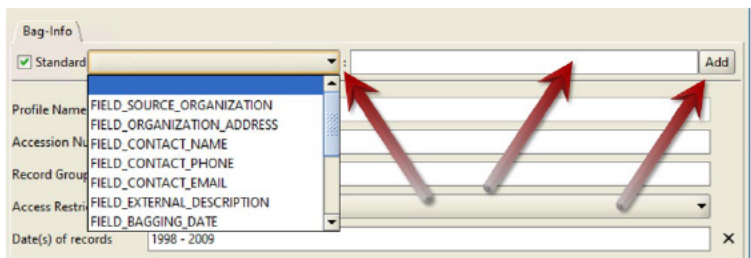 Bag-Info
Standard : Add
FIELD_SOURCE_ORGANIZATION
Profile Name
FIELD_ORGANIZATION_ADDRESS
FIELD_CONTACT_NAME
Accession Nu
FIELD_CONTACT_PHONE
Record Group
FIELD_CONTACT_EMAIL
Access Restri
FIELD_EXTERNAL_DESCRIPTION
FIELD_BAGGING_DATE
Date(s) of records 1998 - 2009